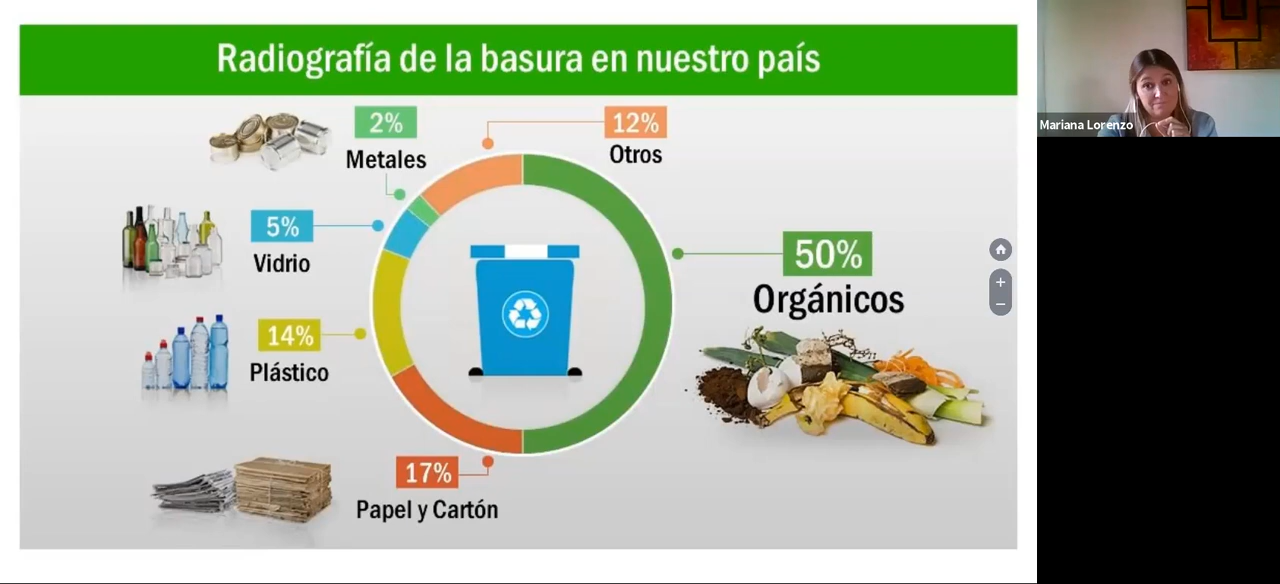 Radiografía de la basura en nuestro país
2%
Metales
12%
Otros
5%
Vidrio
50%
Orgánicos
14%
Plástico
17%
Papel y Cartón
Mariana Lorenzo